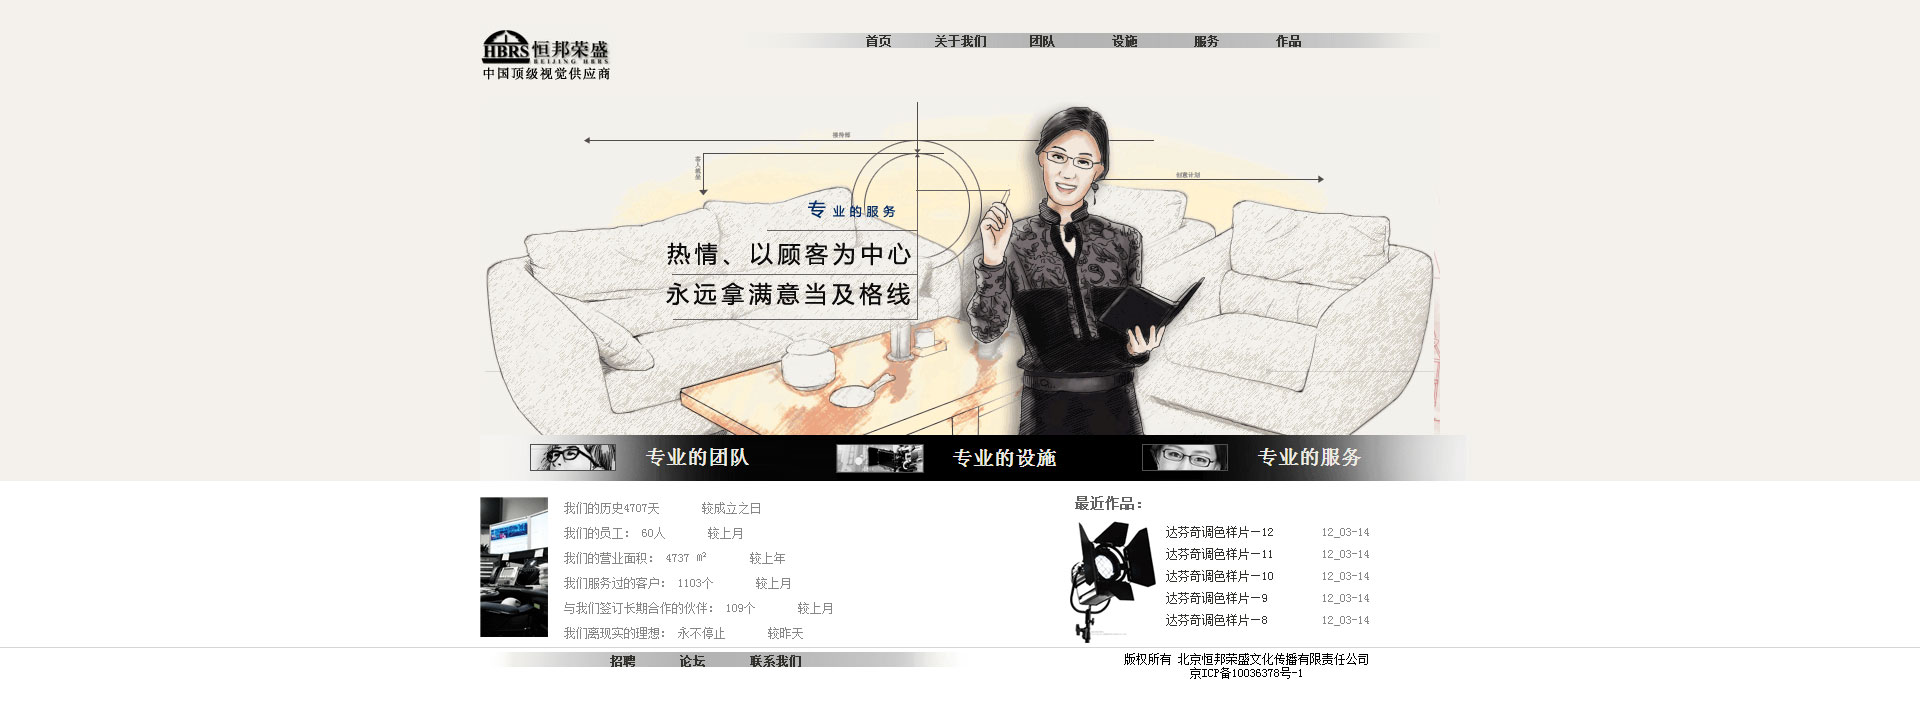 HBRS 恒邦荣盛
BEIJING HBRS
中国顶级视觉供应商
首页 关于我们 团队 设施 服务 作品
创意计划
专业的服务
热情、以顾客为中心
永远拿满意当及格线
专业的团队 专业的设施 专业的服务
我们的历史4707天 较成立之日
我们的员工: 60人 较上月
我们的营业面积: 4737 m² 较上年
我们服务过的客户: 1103个 较上月
与我们签订长期合作的伙伴: 109个 较上月
我们离现实的理想: 永不停止 较昨天
最近作品:
达芬奇调色样片—12 12_03-14
达芬奇调色样片—11 12_03-14
达芬奇调色样片—10 12_03-14
达芬奇调色样片—9 12_03-14
达芬奇调色样片—8 12_03-14
招聘 论坛 联系我们
版权所有 北京恒邦荣盛文化传播有限责任公司
京ICP备10036378号-1